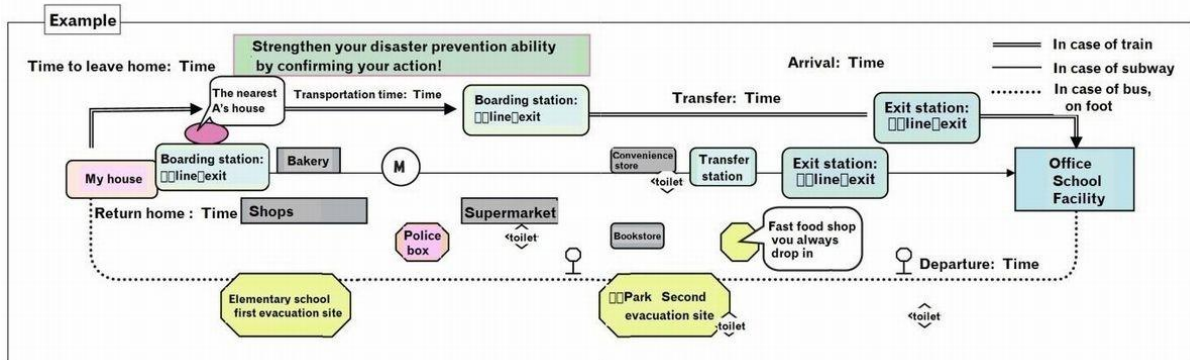 Example
Strengthen your disaster prevention ability
by confirming your action!
Time to leave home: Time
Arrival: Time
In case of train
In case of subway
In case of bus,
on foot
The nearest
A's house
Transportation time: Time
Boarding station:
□□line□exit
Transfer: Time
Exit station:
□□line□exit
My house
Boarding station:
□□line□exit
Bakery
M
Convenience
store
toilet
Transfer
station
Exit station:
□□line□exit
Office
School
Facility
Return home : Time
Shops
Supermarket
Police
box
toilet
Bookstore
Fast food shop
you always
drop in
Departure: Time
Elementary school
first evacuation site
□□Park Second
evacuation site
toilet
toilet